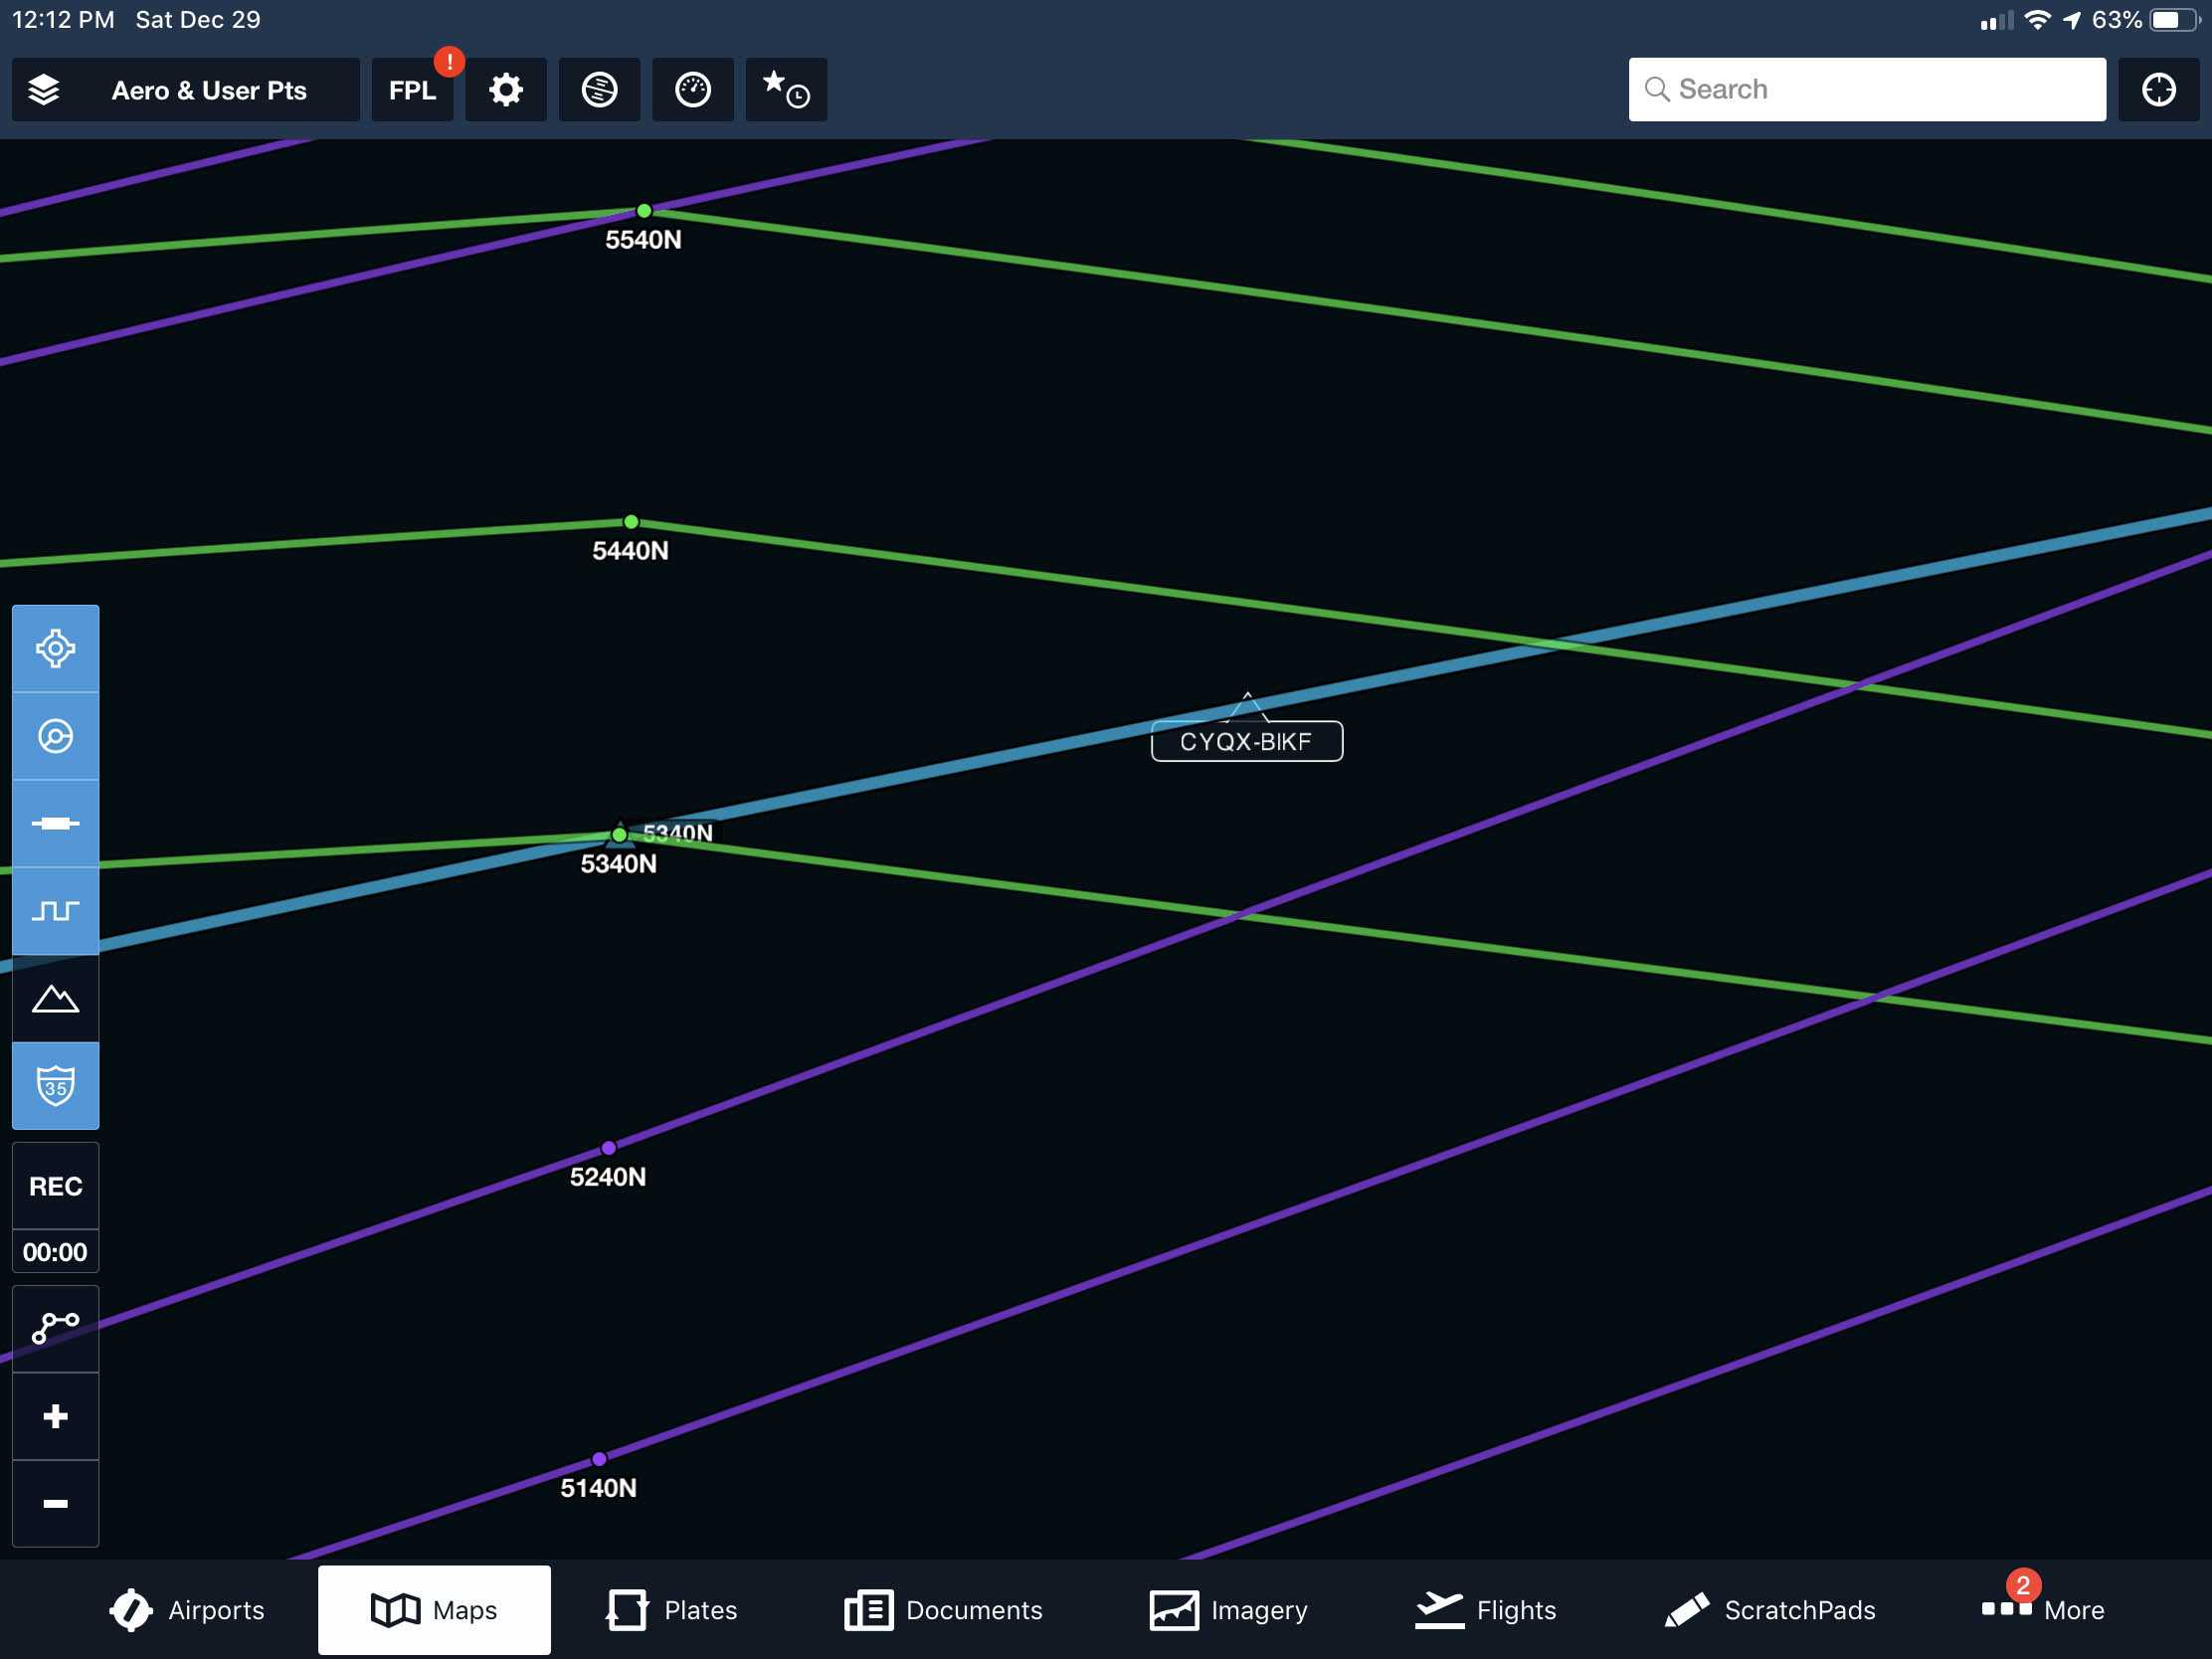 12:12 PM Sat Dec 29
63%
Aero & User Pts
FPL
!
Search
5540N
5440N
CYQX-BIKF
5340N
5340N
35
5240N
REC
00:00
5140N
Airports
Maps
Plates
Documents
Imagery
Flights
ScratchPads
2
More